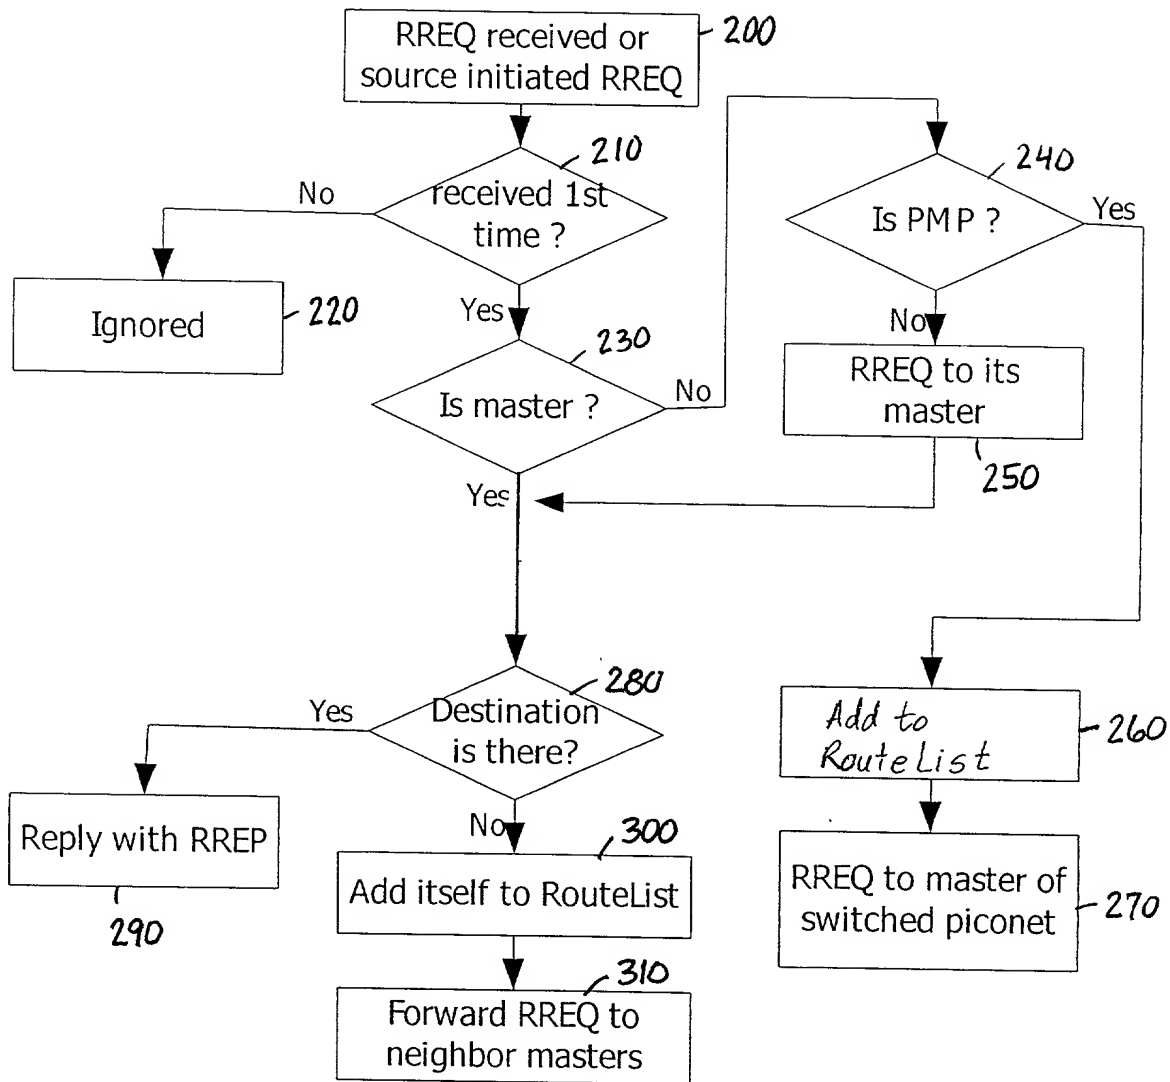 RREQ received or
source initiated RREQ
200
210
received 1st
time ?
No
Yes
240
Is PMP ?
Yes
No
Ignored
220
230
Is master ?
No
Yes
RREQ to its
master
250
280
Destination
is there?
Yes
No
Add to
RouteList
260
Reply with RREP
290
300
Add itself to RouteList
RREQ to master of
switched piconet
270
310
Forward RREQ to
neighbor masters